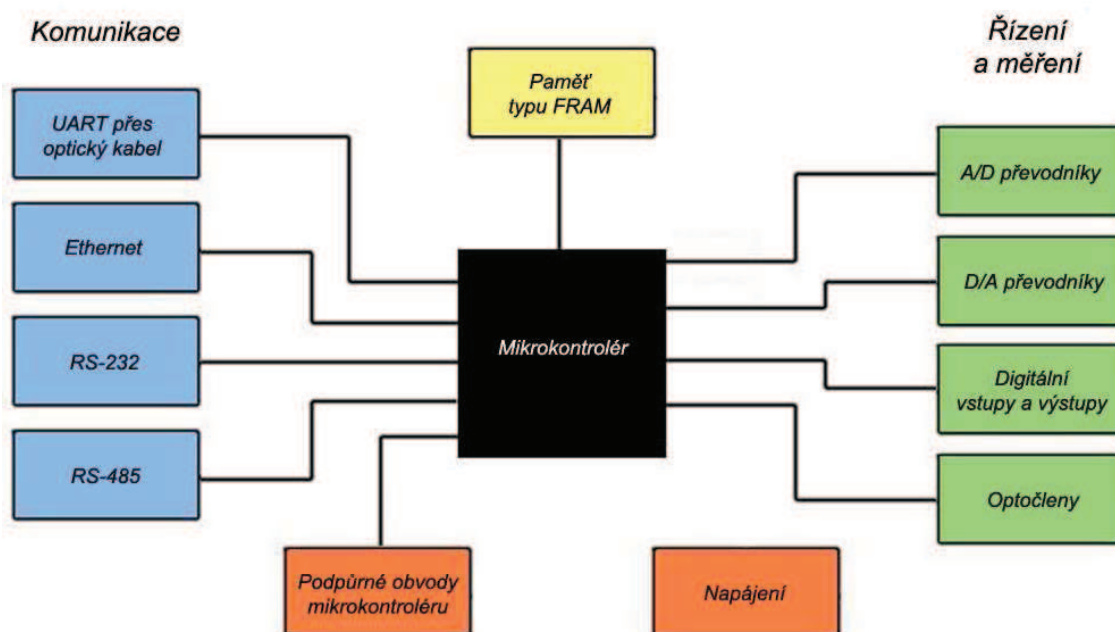 Komunikace
UART přes
optický kabel
Ethernet
RS-232
RS-485
Paměť
typu FRAM
Mikrokontrolér
Podpůrné obvody
mikrokontroléru
Napájení
Řízení
a měření
A/D převodníky
D/A převodníky
Digitální
vstupy a výstupy
Optočleny